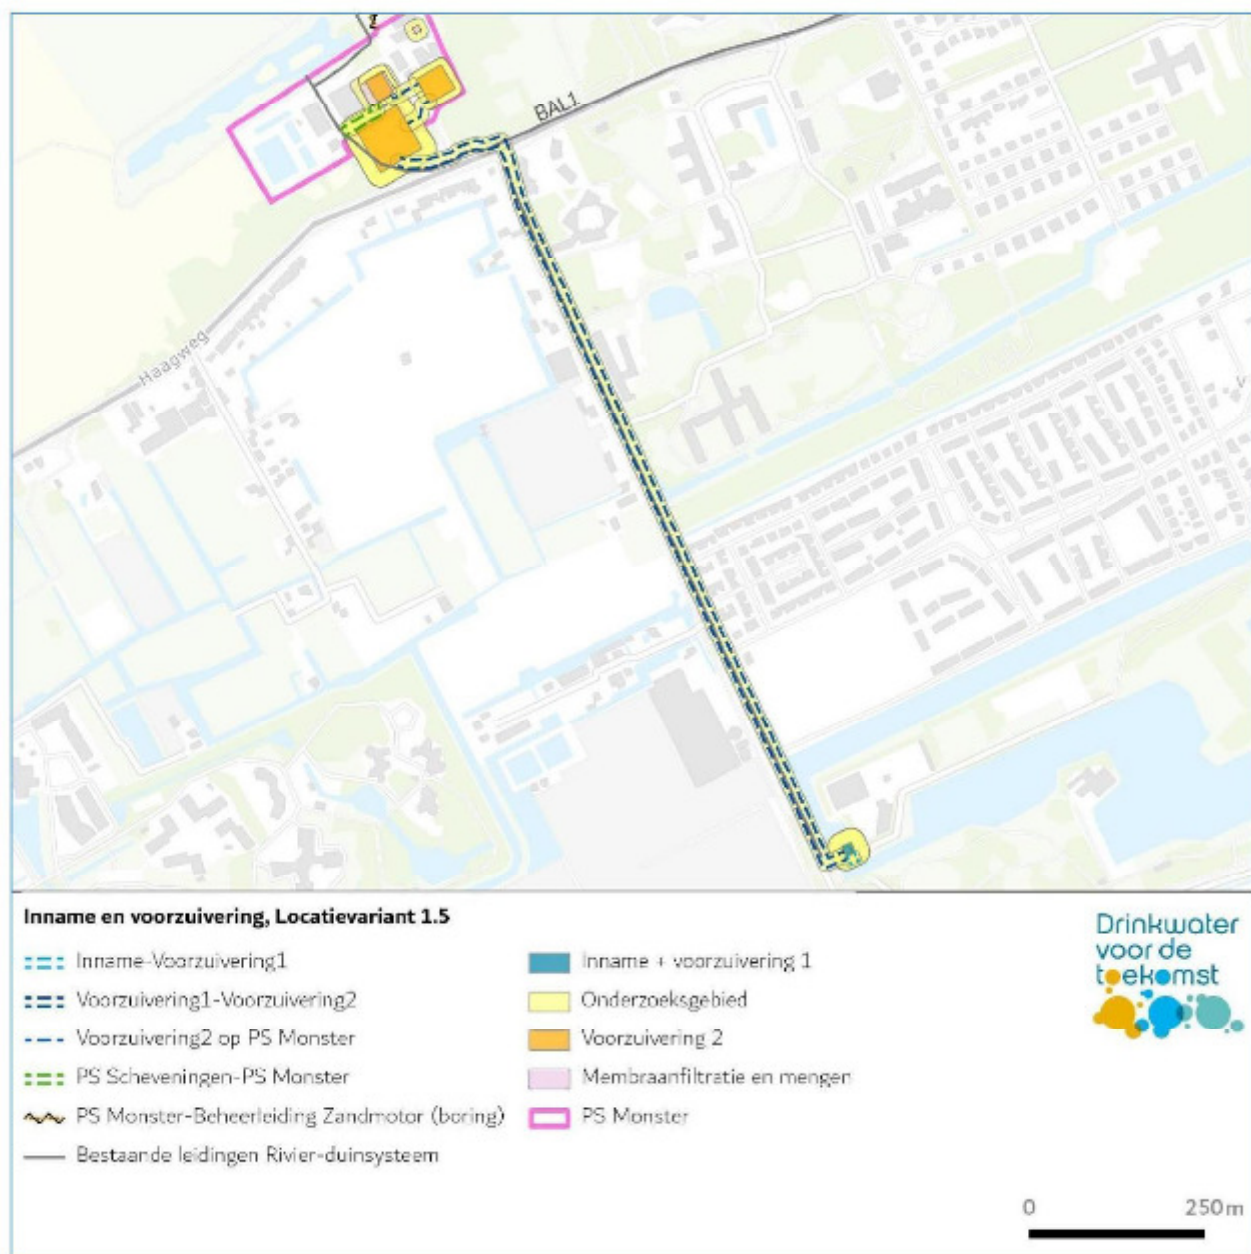 BAL1
Haagweg
Inname en voorzuivering, Locatievariant 1.5
Inname-Voorzuivering1
Voorzuivering1-Voorzuivering2
Voorzuivering2 op PS Monster
PS Scheveningen-PS Monster
PS Monster-Beheerleiding Zandmotor (boring)
Bestaande leidingen Rivier-duinsysteem
Inname + voorzuivering 1
Onderzoeksgebied
Voorzuivering 2
Membraanfiltratie en mengen
PS Monster
Drinkwater
voor de
toekomst
0 250 m